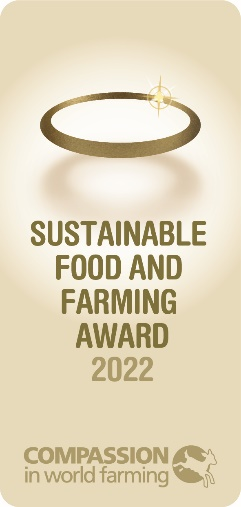 SUSTAINABLE
FOOD AND
FARMING
AWARD
2022
COMPASSION
in world farming